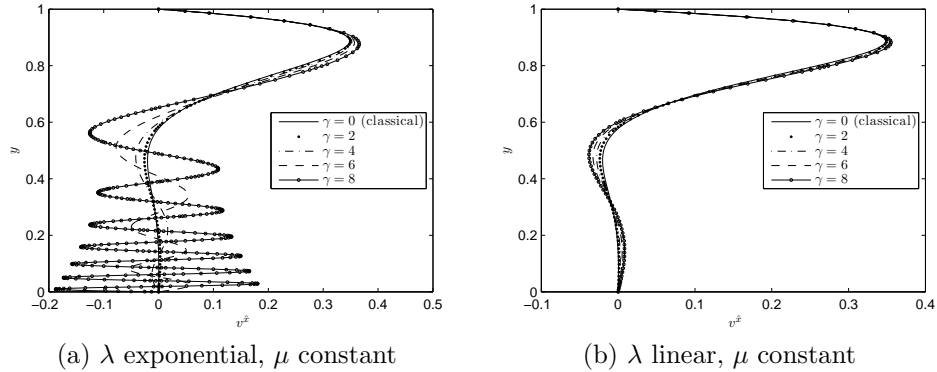 1
0.8
0.6
0.4
0.2
0
y
−0.2 −0.1 0 0.1 0.2 0.3 0.4 0.5
v^x̂
γ = 0 (classical)
γ = 2
γ = 4
γ = 6
γ = 8
(a) λ exponential, μ constant
1
0.8
0.6
0.4
0.2
0
y
−0.1 0 0.1 0.2 0.3 0.4
v^x̂
γ = 0 (classical)
γ = 2
γ = 4
γ = 6
γ = 8
(b) λ linear, μ constant